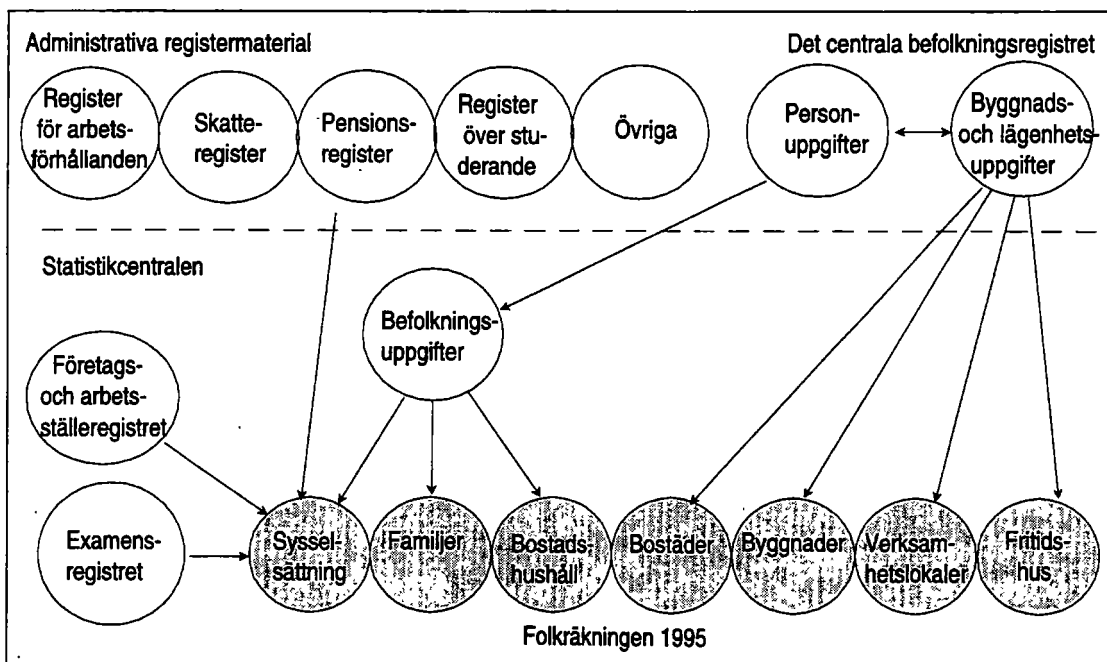 Administrativa registermaterial
Det centrala befolkningsregistret
Register
för arbets-
förhållanden
Skatte-
register
Pensions-
register
Register
över stu-
derande
Övriga
Person-
uppgifter
Byggnads-
och lägenhets-
uppgifter
Statistikcentralen
Befolknings-
uppgifter
Företags-
och arbets-
ställeregistret
Examens-
registret
Syssel-
sättning
Familjer
Bostads-
hushåll
Bostäder
Byggnader
Verksam-
hetslokaler
Fritids-
hus
Folkräkningen 1995